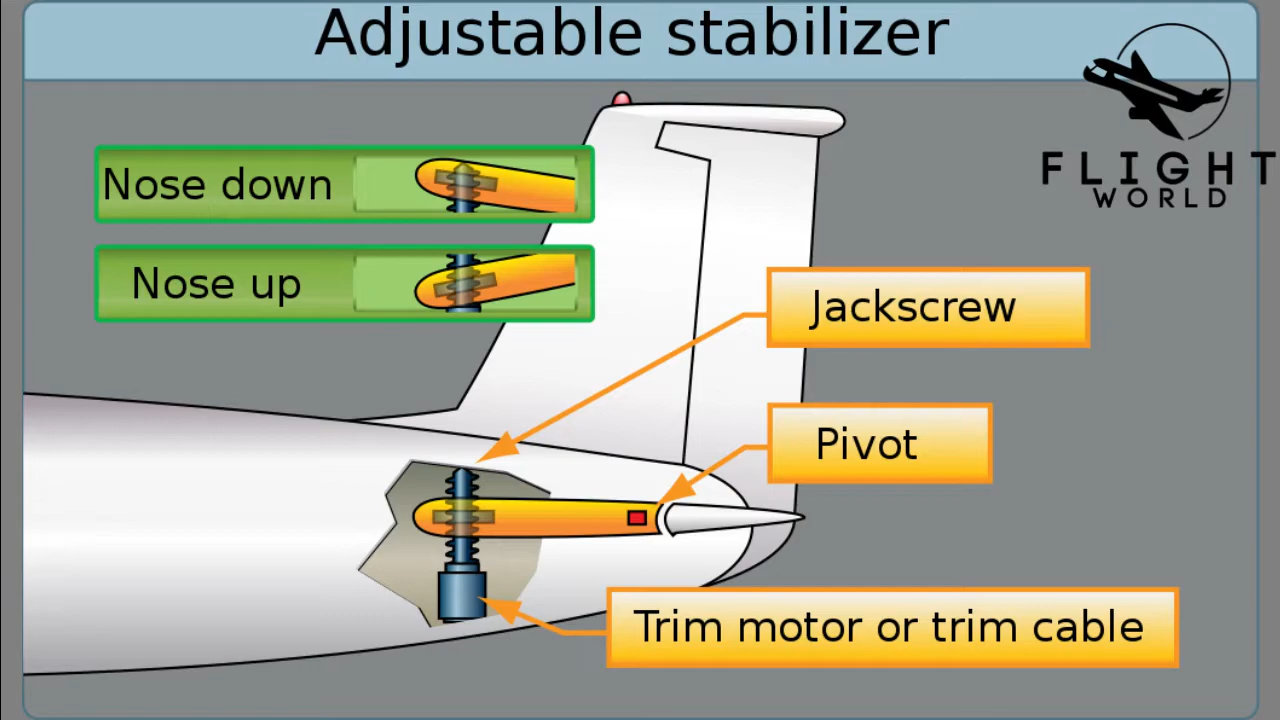 Adjustable stabilizer
FLIGHT
WORLD
Nose down
Nose up
Jackscrew
Pivot
Trim motor or trim cable